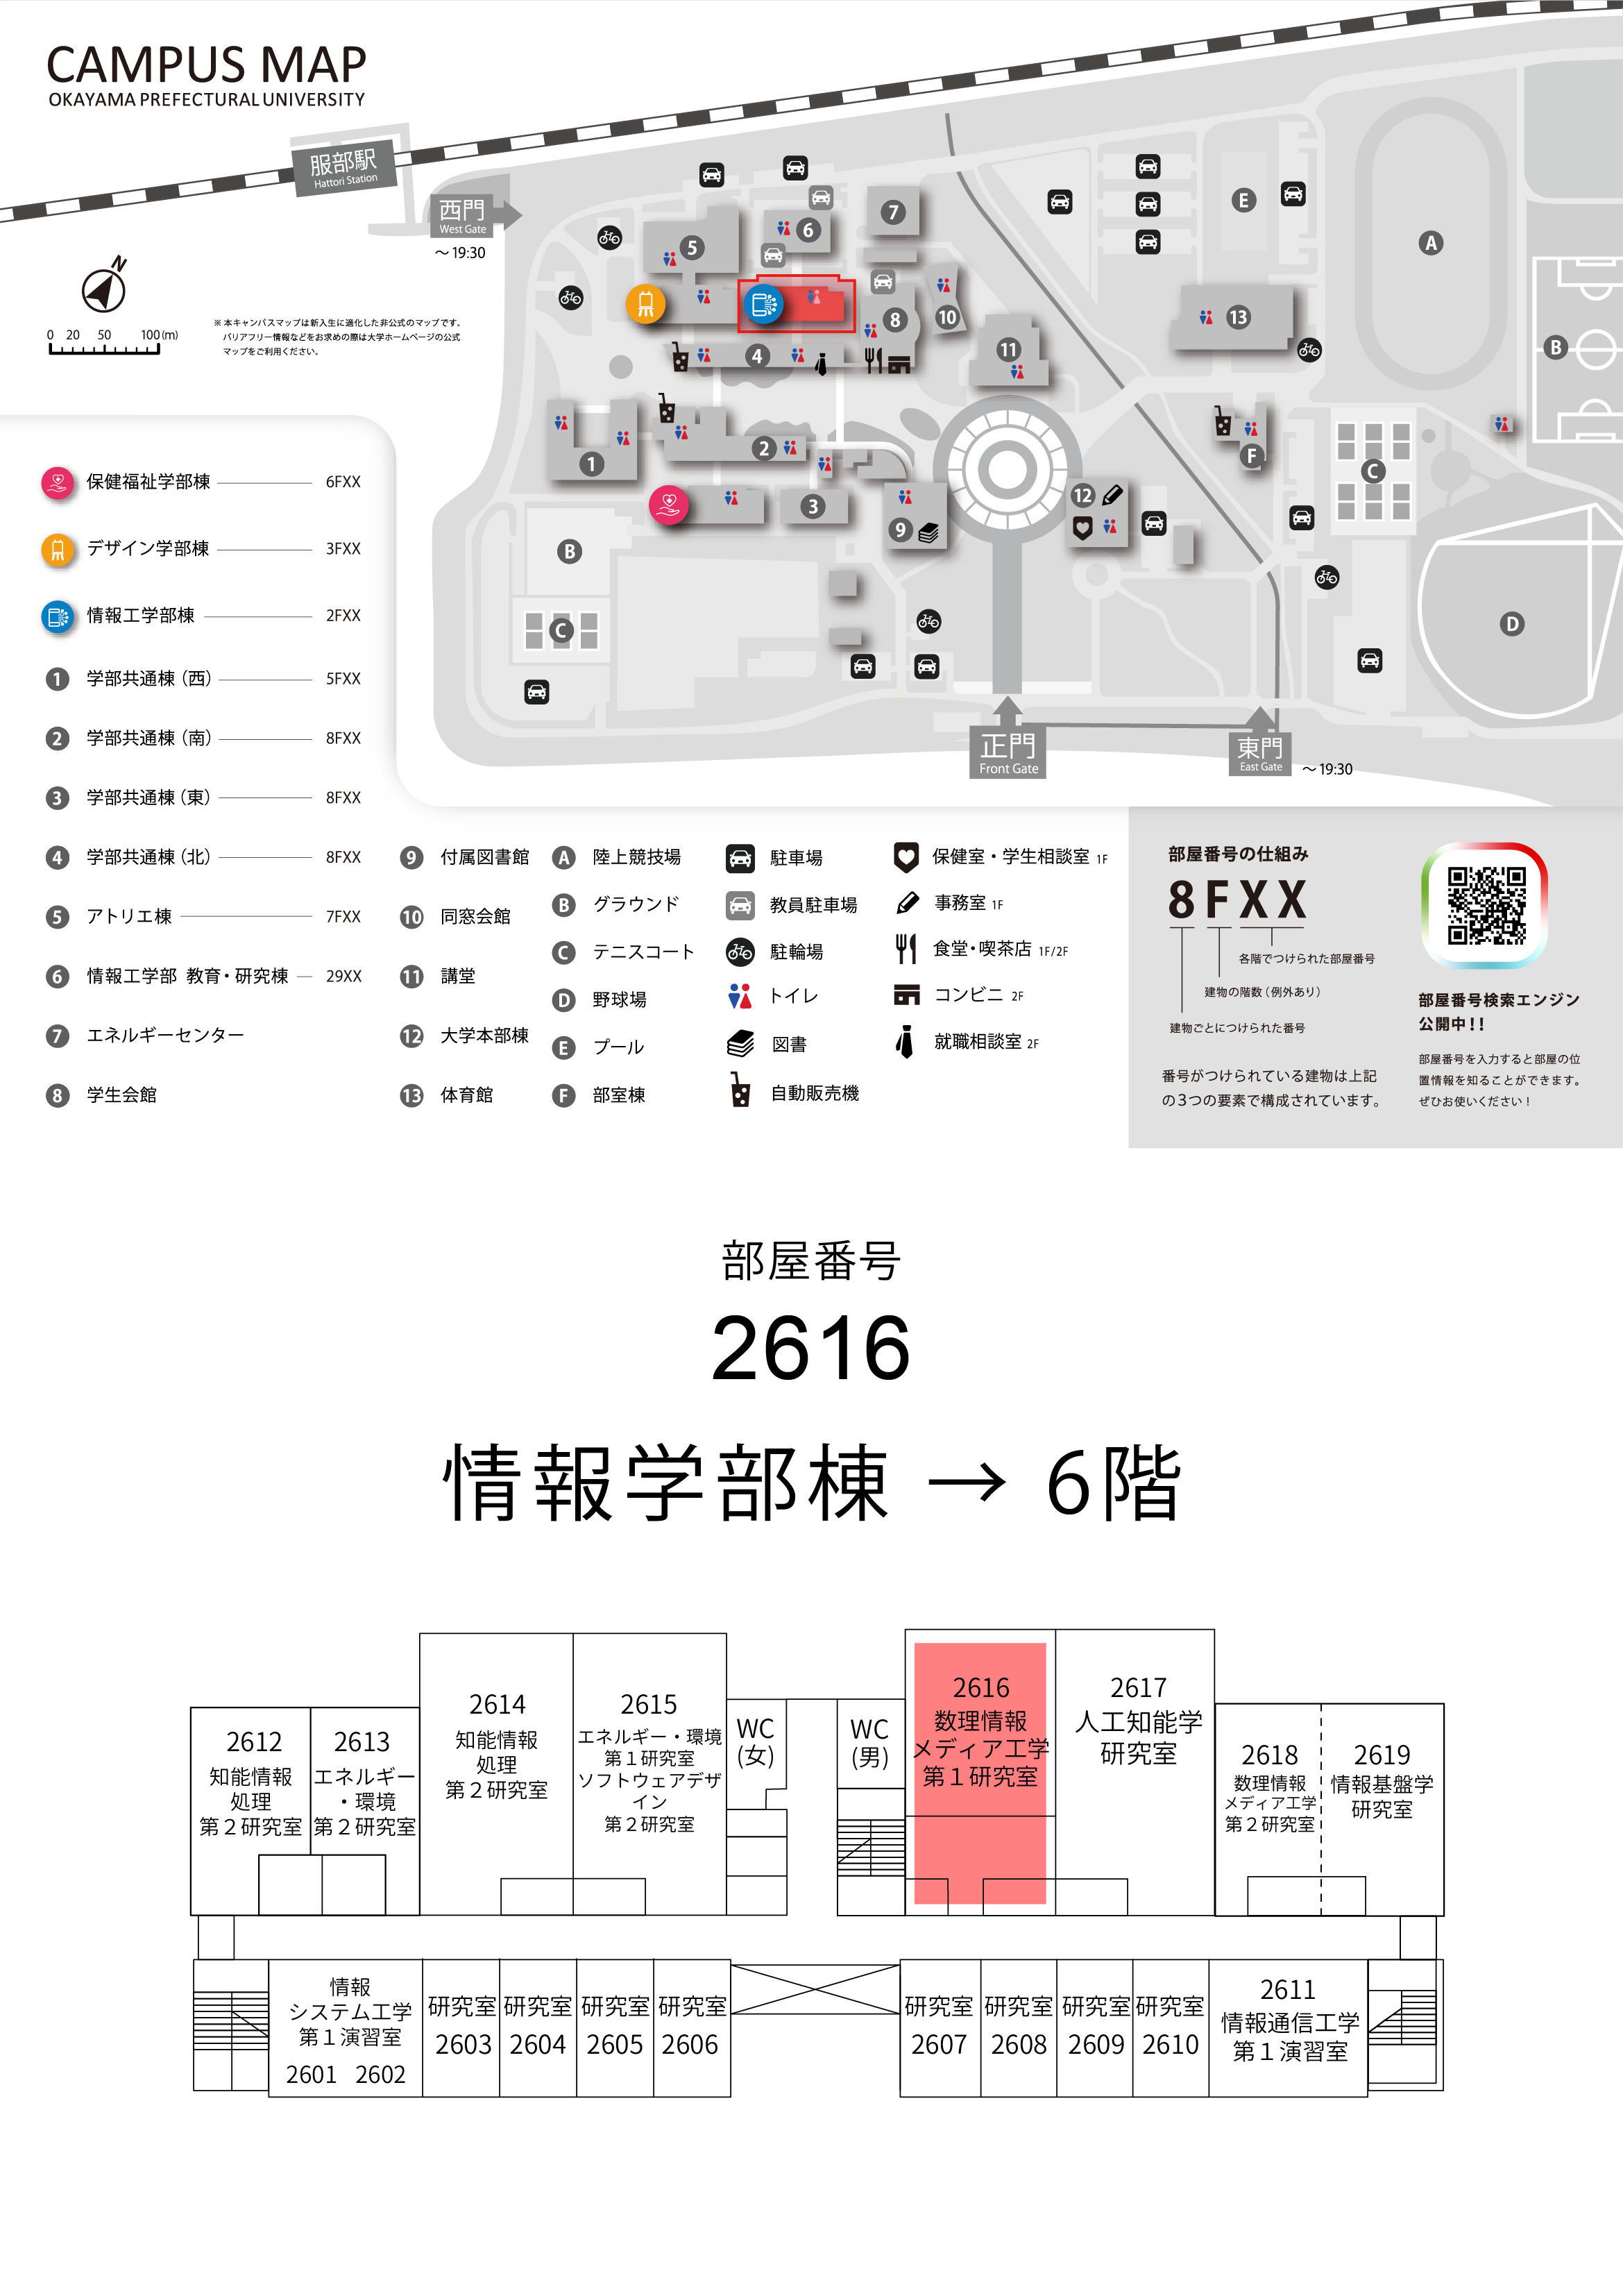 CAMPUS MAP
OKAYAMA PREFECTURAL UNIVERSITY
服部駅
Hattori Station
西門
West Gate
～19:30
N
0 20 50 100(m)
※本キャンパスマップは新入生に適化した非公式のマップです。
バリアフリー情報などをお求めの際は大学ホームページの公式
マップをご利用ください。
7
6
5
E
A
8
10
13
11
4
B
2
1
F
C
3
12
9
B
C
D
正門
Front Gate
東門
East Gate
～19:30
保健福祉学部棟 6FXX
デザイン学部棟 3FXX
情報工学部棟 2FXX
1 学部共通棟（西） 5FXX
2 学部共通棟（南） 8FXX
3 学部共通棟（東） 8FXX
4 学部共通棟（北） 8FXX
5 アトリエ棟 7FXX
6 情報工学部 教育・研究棟 29XX
7 エネルギーセンター
8 学生会館
9 付属図書館
10 同窓会館
11 講堂
12 大学本部棟
13 体育館
A 陸上競技場
B グラウンド
C テニスコート
D 野球場
E プール
F 部室棟
駐車場
教員駐車場
駐輪場
トイレ
図書
自動販売機
保健室・学生相談室 1F
事務室 1F
食堂・喫茶店 1F/2F
コンビニ 2F
就職相談室 2F
部屋番号の仕組み
8FXX
各階でつけられた部屋番号
建物の階数（例外あり）
建物ごとにつけられた番号
番号がつけられている建物は上記
の３つの要素で構成されています。
部屋番号検索エンジン
公開中!!
部屋番号を入力すると部屋の位
置情報を知ることができます。
ぜひお使いください！
部屋番号
2616
情報学部棟 → 6階
2612
知能情報
処理
第２研究室
2613
エネルギー
・環境
第２研究室
2614
知能情報
処理
第２研究室
2615
エネルギー・環境
第１研究室
ソフトウェアデザ
イン
第２研究室
WC
(女)
WC
(男)
2616
数理情報
メディア工学
第１研究室
2617
人工知能学
研究室
2618
数理情報
メディア工学
第２研究室
2619
情報基盤学
研究室
情報
システム工学
第１演習室
2601 2602
研究室
2603
研究室
2604
研究室
2605
研究室
2606
研究室
2607
研究室
2608
研究室
2609
研究室
2610
2611
情報通信工学
第１演習室